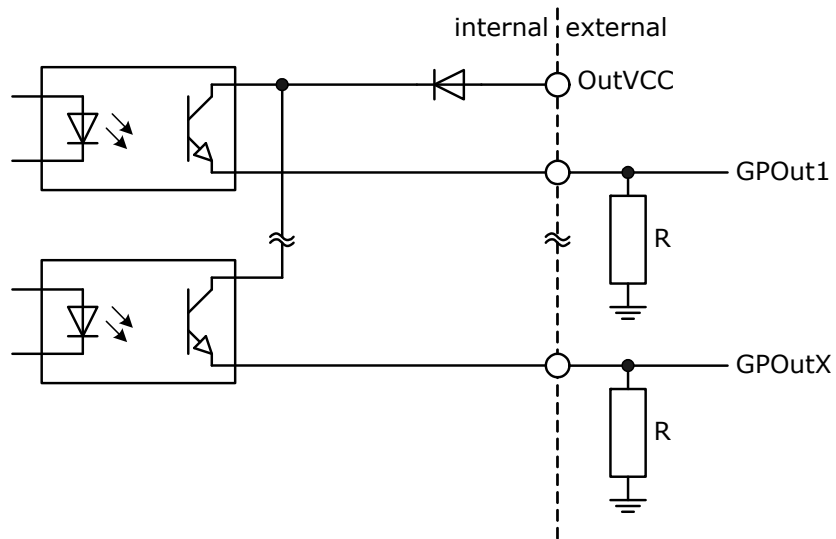 internal external
OutVCC
GPOut1
R
GPOutX
R